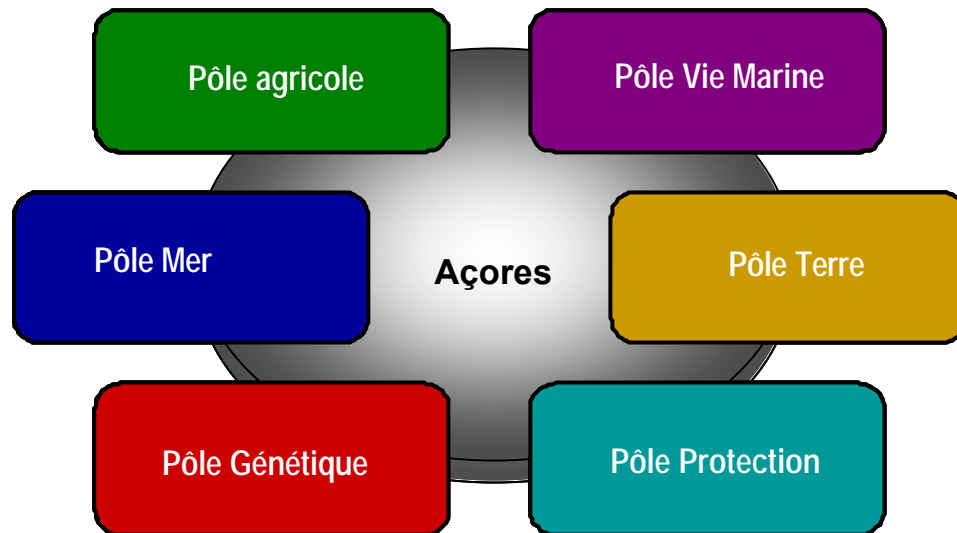 Pôle agricole
Pôle Vie Marine
Pôle Mer
Açores
Pôle Terre
Pôle Génétique
Pôle Protection